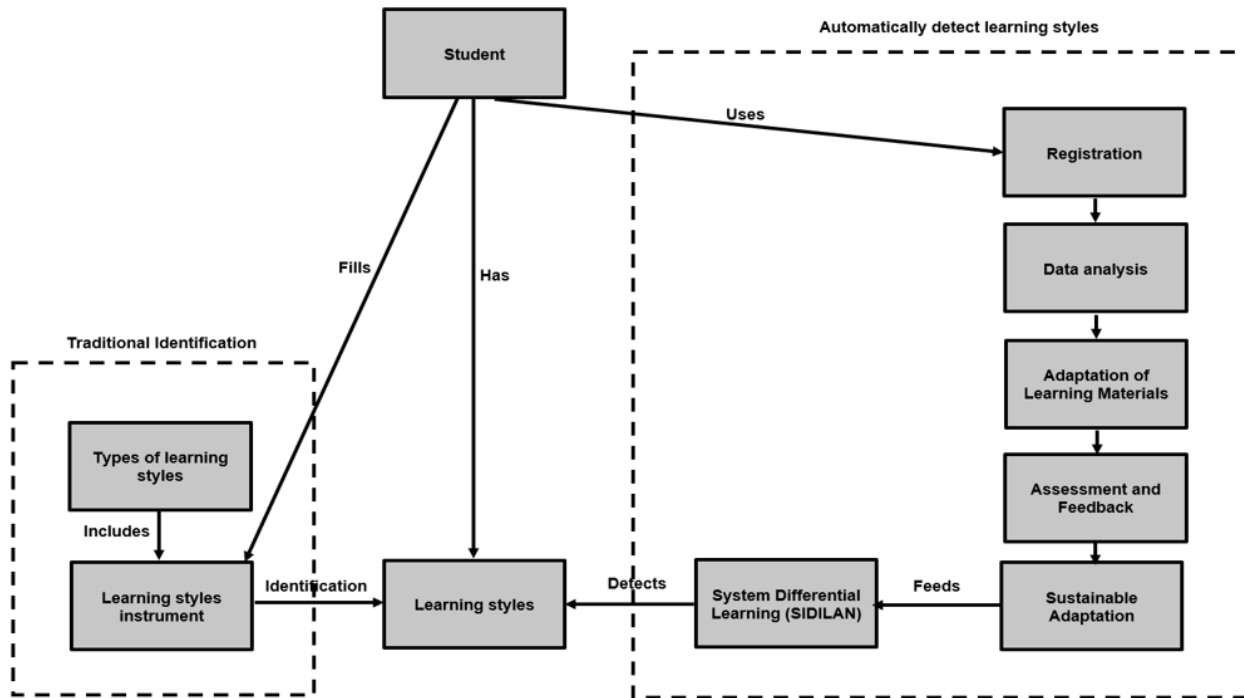 Automatically detect learning styles
Student
Uses
Registration
Data analysis
Fills
Has
Traditional Identification
Adaptation of
Learning Materials
Types of learning
styles
Assessment and
Feedback
Includes
Learning styles
instrument
Identification
Learning styles
Detects
System Differential
Learning (SIDILAN)
Feeds
Sustainable
Adaptation